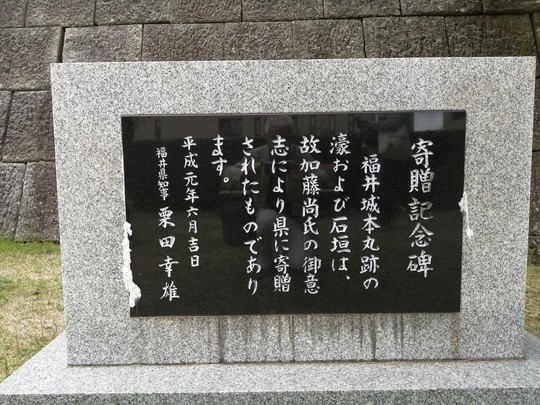 寄贈記念碑
福井城本丸跡の
濠および石垣は、
故加藤尚氏の御意
志により県に寄贈
されたものであり
ます。
平成元年六月吉日
福井県知事 栗田幸雄